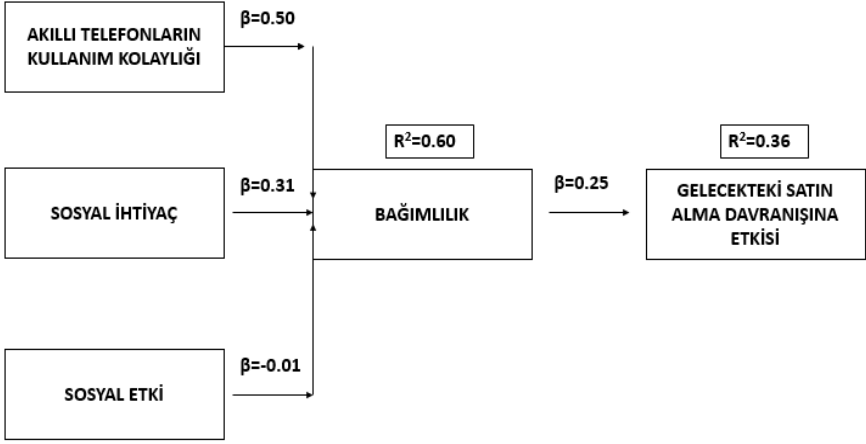 AKILLI TELEFONLARIN
KULLANIM KOLAYLIĞI
β=0.50
R²=0.60
R²=0.36
SOSYAL İHTİYAÇ
β=0.31
BAĞIMLILIK
β=0.25
GELECEKTEKİ SATIN
ALMA DAVRANIŞINA
ETKİSİ
SOSYAL ETKİ
β=-0.01